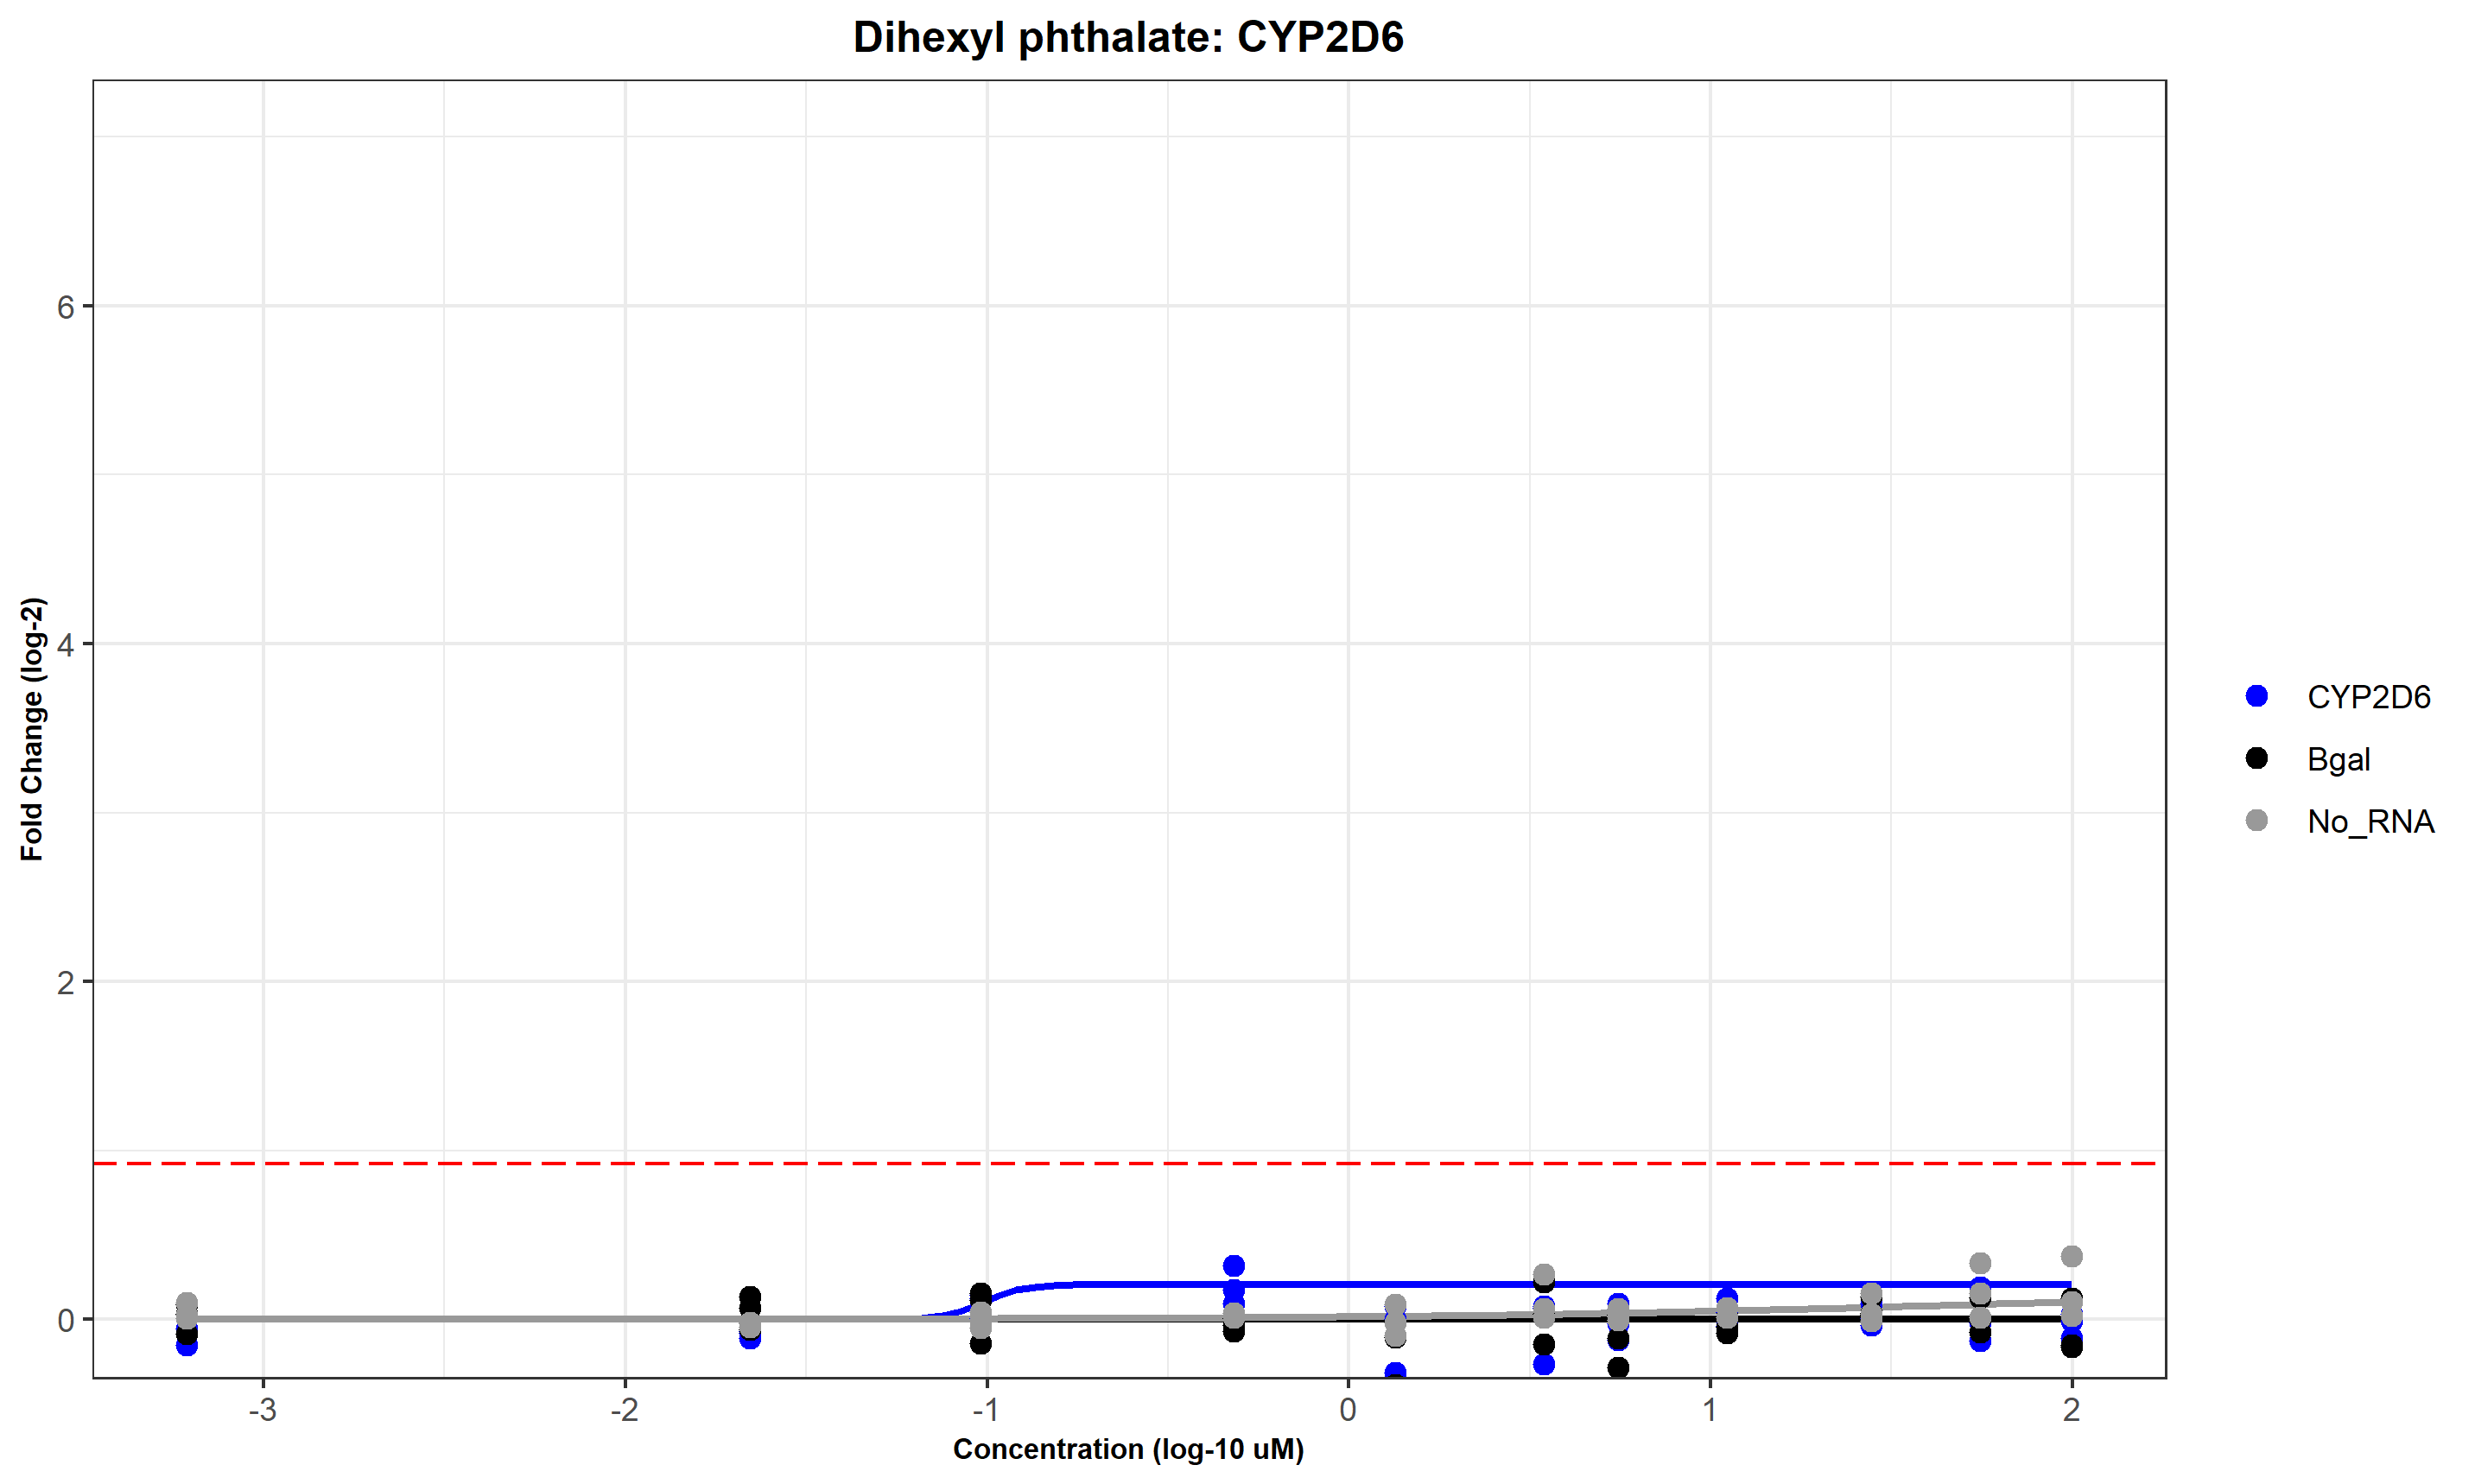 Dihexyl phthalate: CYP2D6
Fold Change (log-2)
6
4
2
0
-3
-2
-1
0
1
2
Concentration (log-10 uM)
CYP2D6
Bgal
No_RNA